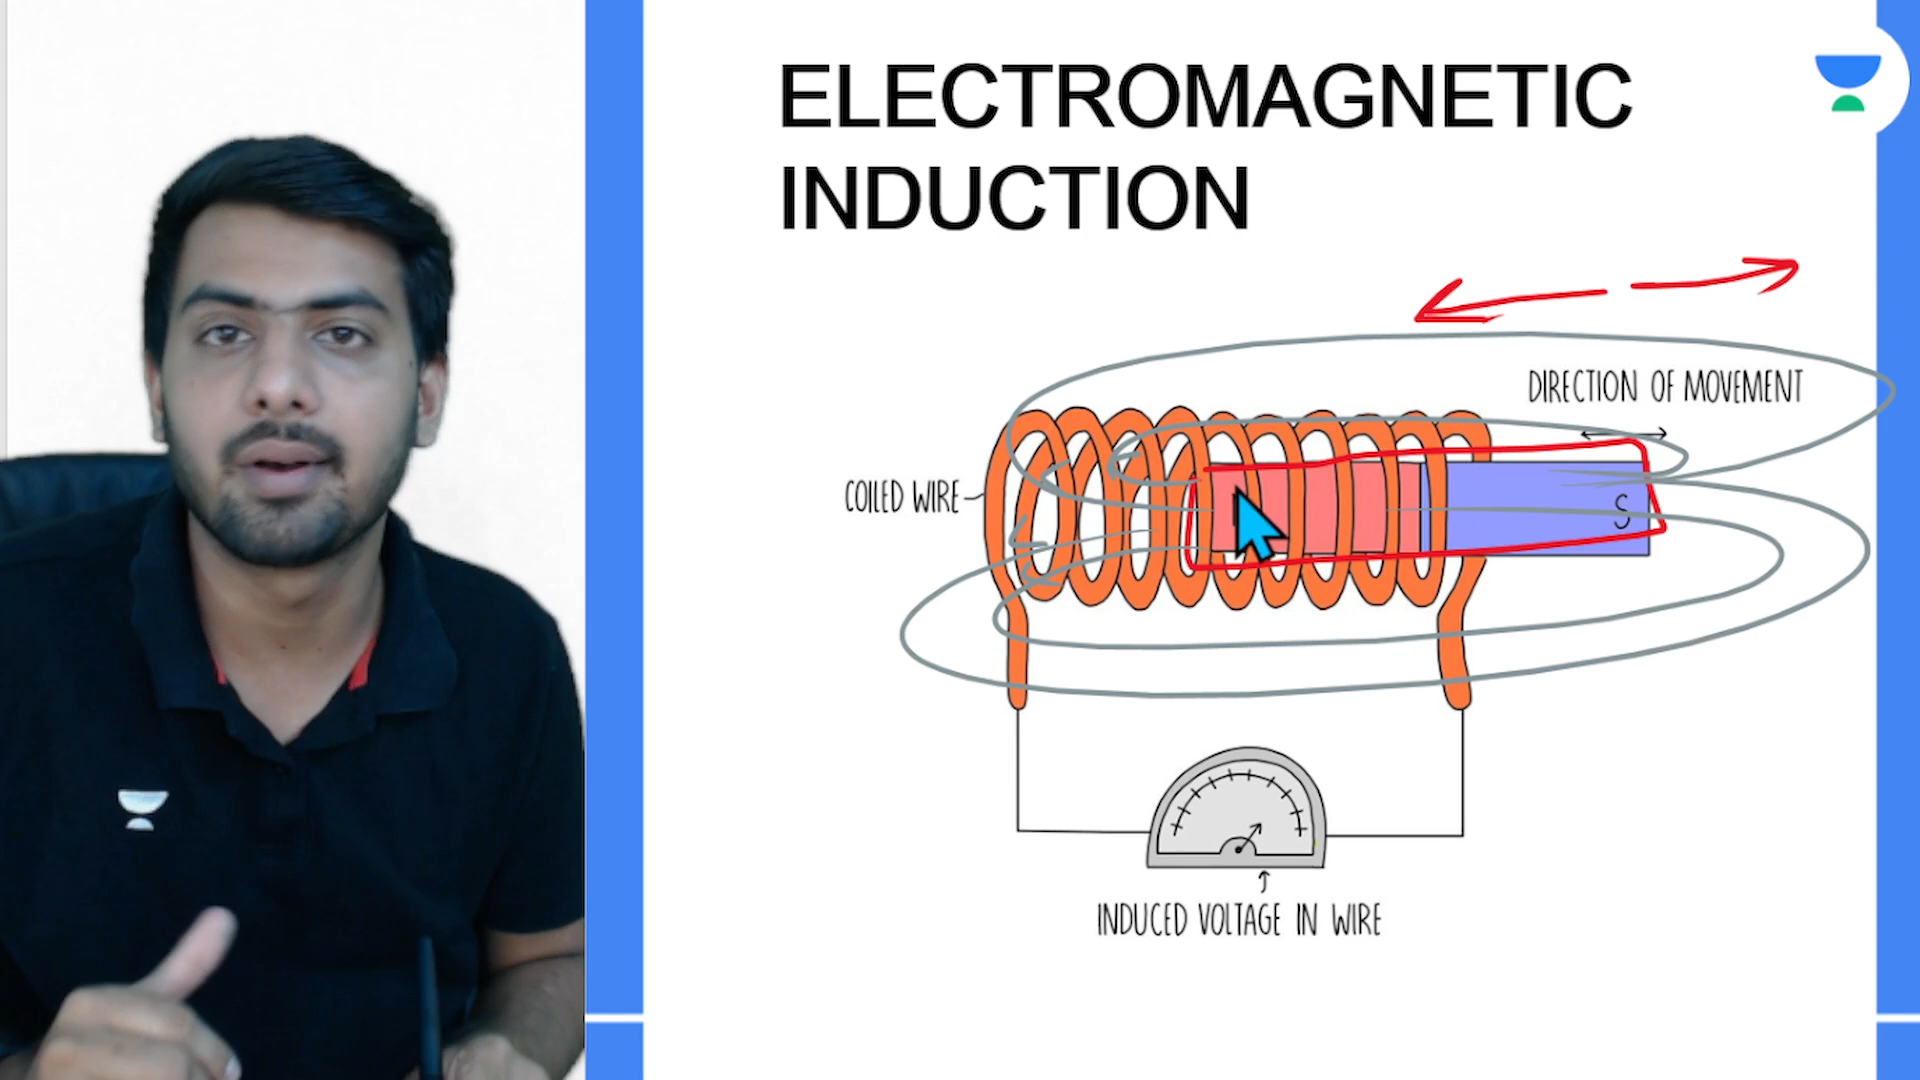 ELECTROMAGNETIC
INDUCTION
DIRECTION OF MOVEMENT
COILED WIRE
S
INDUCED VOLTAGE IN WIRE